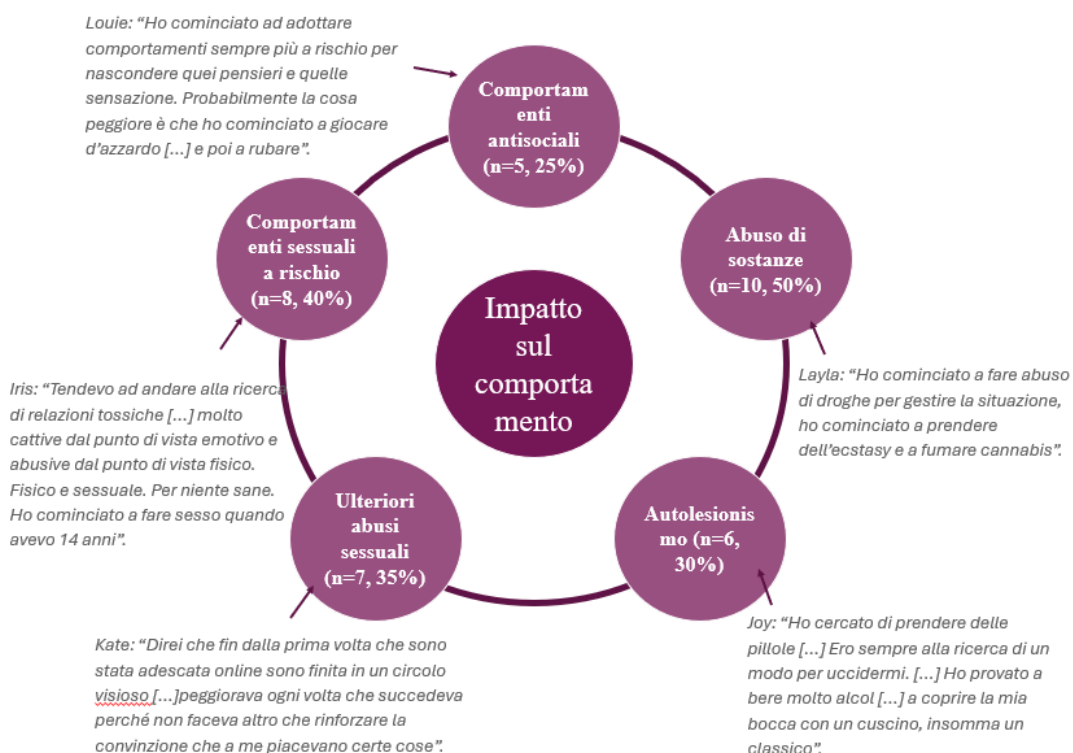 Louie: “Ho cominciato ad adottare
comportamenti sempre più a rischio per
nascondere quei pensieri e quelle
sensazione. Probabilmente la cosa
peggiore è che ho cominciato a giocare
d’azzardo [...] e poi a rubare”.
Comportam
enti
antisociali
(n=5, 25%)
Comportam
enti sessuali
a rischio
(n=8, 40%)
Abuso di
sostanze
(n=10, 50%)
Impatto
sul
comporta
mento
Iris: “Tendevo ad andare alla ricerca
di relazioni tossiche [...] molto
cattive dal punto di vista emotivo e
abusive dal punto di vista fisico.
Fisico e sessuale. Per niente sane.
Ho cominciato a fare sesso quando
avevo 14 anni”.
Layla: “Ho cominciato a fare abuso
di droghe per gestire la situazione,
ho cominciato a prendere
dell’ecstasy e a fumare cannabis”.
Ulteriori
abusi
sessuali
(n=7, 35%)
Autolesionis
mo (n=6,
30%)
Kate: “Direi che fin dalla prima volta che sono
stata adescata online sono finita in un circolo
visioso [...]peggiorava ogni volta che succedeva
perché non faceva altro che rinforzare la
convinzione che a me piacevano certe cose”.
Joy: “Ho cercato di prendere delle
pillole [...] Ero sempre alla ricerca di un
modo per uccidermi. [...] Ho provato a
bere molto alcol [...] a coprire la mia
bocca con un cuscino, insomma un
classico”.